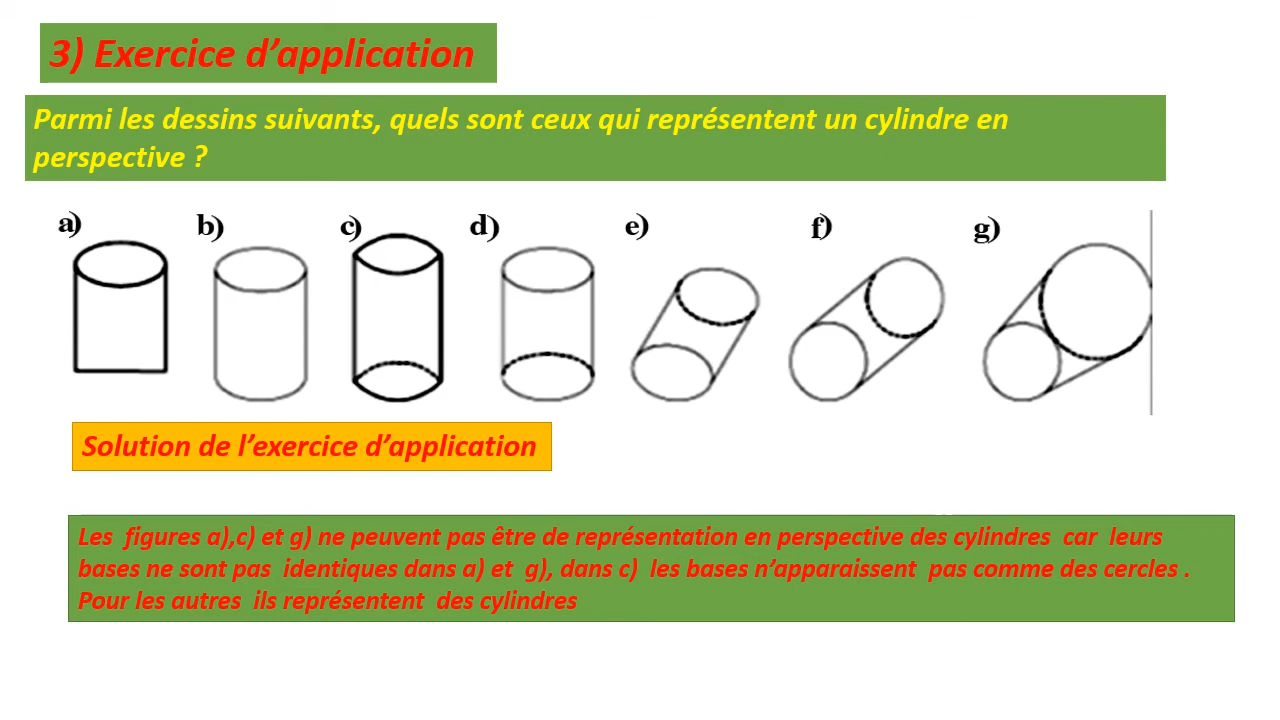 3) Exercice d’application
Parmi les dessins suivants, quels sont ceux qui représentent un cylindre en
perspective ?
a) b) c) d) e) f) g)
Solution de l’exercice d’application
Les figures a),c) et g) ne peuvent pas être de représentation en perspective des cylindres car leurs
bases ne sont pas identiques dans a) et g), dans c) les bases n’apparaissent pas comme des cercles .
Pour les autres ils représentent des cylindres